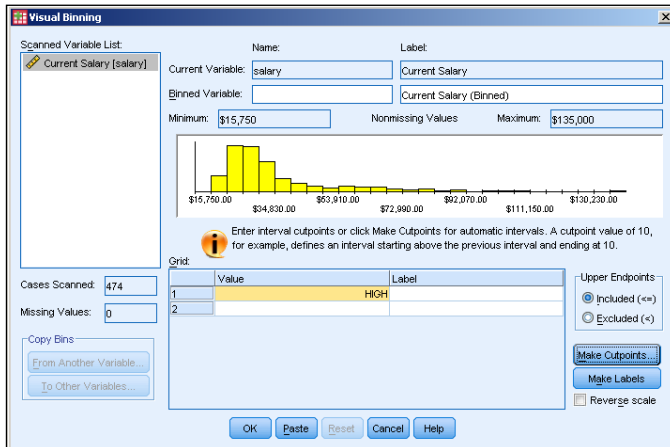 Visual Binning
Scanned Variable List:
Current Salary [salary]
Name:
Label:
Current Variable:
salary
Current Salary
Binned Variable:
Current Salary (Binned)
Minimum:
$15,750
Nonmissing Values
Maximum:
$135,000
$15,750.00 $53,910.00 $92,070.00 $130,230.00
$34,830.00 $72,990.00 $111,150.00
Enter interval cutpoints or click Make Cutpoints for automatic intervals. A cutpoint value of 10,
for example, defines an interval starting above the previous interval and ending at 10.
Grid:
Value Label
1 HIGH
2
Cases Scanned: 474
Missing Values: 0
Copy Bins
From Another Variable...
To Other Variables...
Upper Endpoints
Included (<=)
Excluded (<)
Make Cutpoints...
Make Labels
Reverse scale
OK Paste Reset Cancel Help